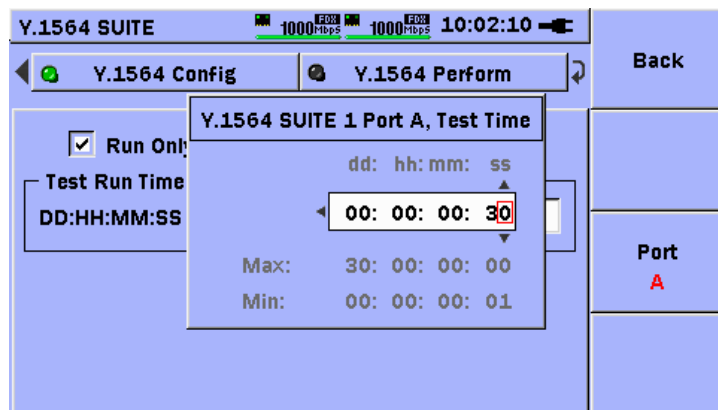 Y.1564 SUITE 1000 FDX Mbps 1000 FDX Mbps 10:02:10
Back
Y.1564 Config Y.1564 Perform
Y.1564 SUITE 1 Port A, Test Time
Run Only
dd: hh: mm: ss
Test Run Time
DD:HH:MM:SS 00: 00: 00: 30
Port
A
Max: 30: 00: 00: 00
Min: 00: 00: 00: 01